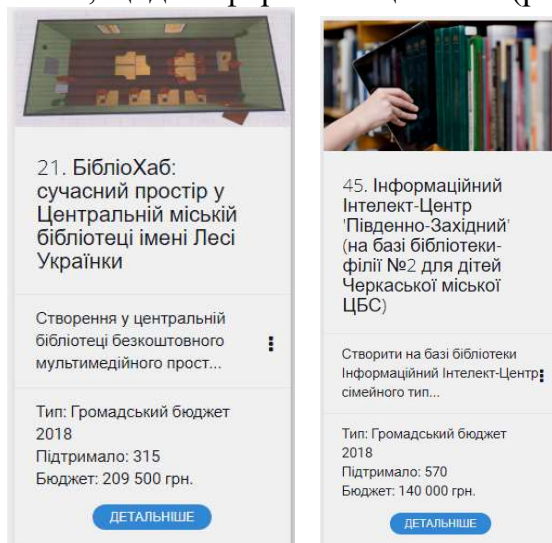 21. БібліоХаб:
сучасний простір у
Центральній міській
бібліотеці імені Лесі
Українки
Створення у центральній
бібліотеці безкоштовного
мультимедійного прост...
Тип: Громадський бюджет
2018
Підтримало: 315
Бюджет: 209 500 грн.
ДЕТАЛЬНІШЕ
45. Інформаційний
Інтелект-Центр
'Південно-Західний'
(на базі бібліотеки-
філії №2 для дітей
Черкаської міської
ЦБС)
Створити на базі бібліотеки
Інформаційний Інтелект-Центр
сімейного тип...
Тип: Громадський бюджет
2018
Підтримало: 570
Бюджет: 140 000 грн.
ДЕТАЛЬНІШЕ